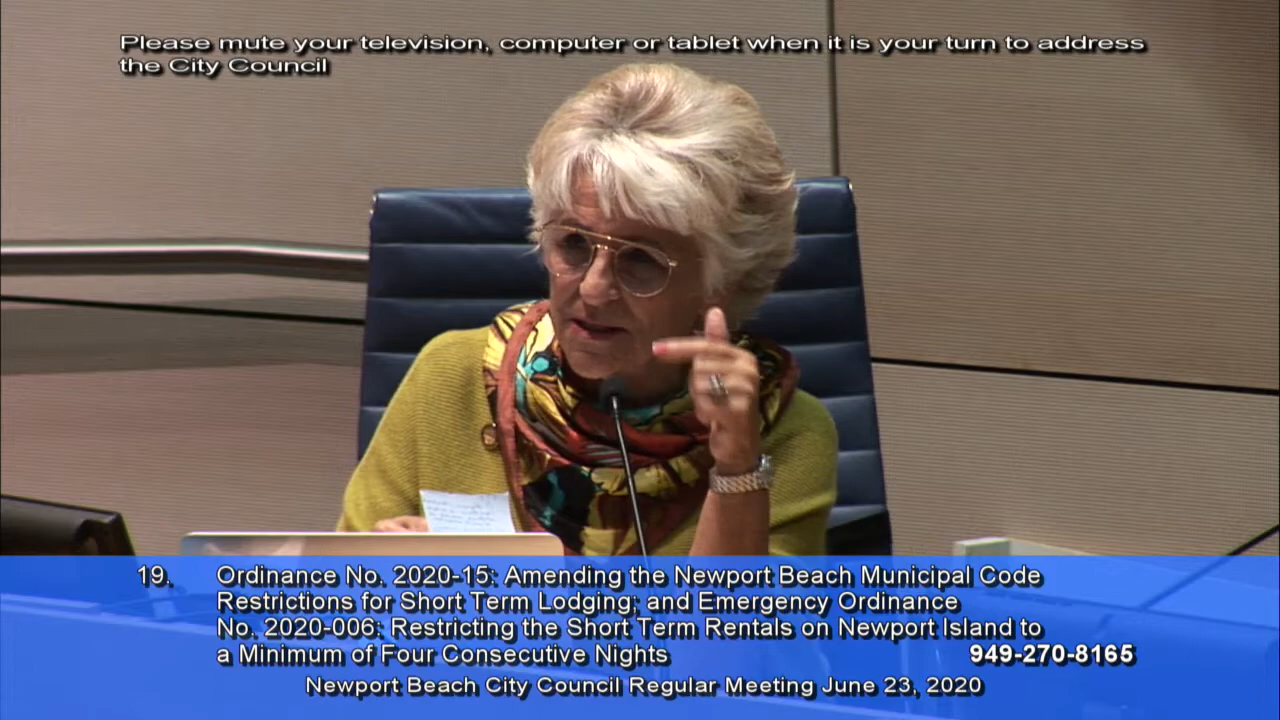 Please mute your television, computer or tablet when it is your turn to address
the City Council
19. Ordinance No. 2020-15: Amending the Newport Beach Municipal Code
Restrictions for Short Term Lodging; and Emergency Ordinance
No. 2020-006: Restricting the Short Term Rentals on Newport Island to
a Minimum of Four Consecutive Nights 949-270-8165
Newport Beach City Council Regular Meeting June 23, 2020